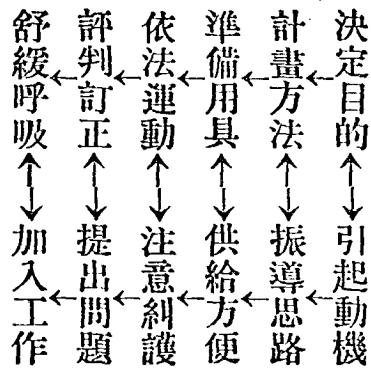 決定目的
計畫方法
準備用具
依法運動
評判訂正
舒緩呼吸
引起動機
振導思路
供給方便
注意糾護
提出問題
加入工作